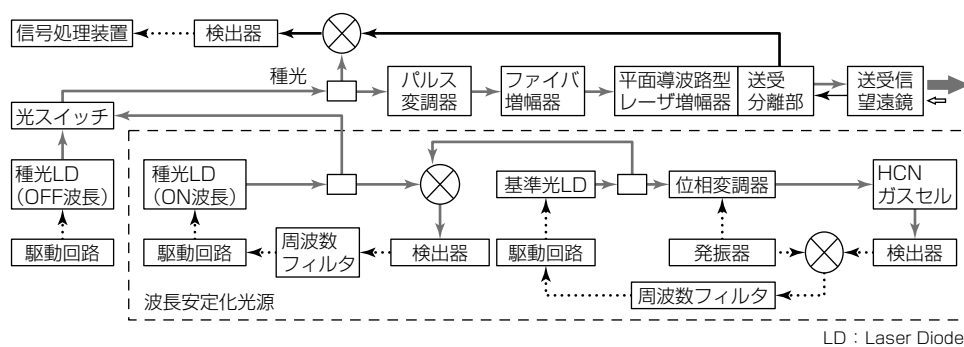 信号処理装置
検出器
種光
パルス
変調器
ファイバ
増幅器
平面導波路型
レーザ増幅器
送受
分離部
送受信
望遠鏡
光スイッチ
種光LD
（OFF波長）
種光LD
（ON波長）
基準光LD
位相変調器
HCN
ガスセル
駆動回路
駆動回路
周波数
フィルタ
検出器
駆動回路
発振器
検出器
周波数フィルタ
波長安定化光源
LD：Laser Diode